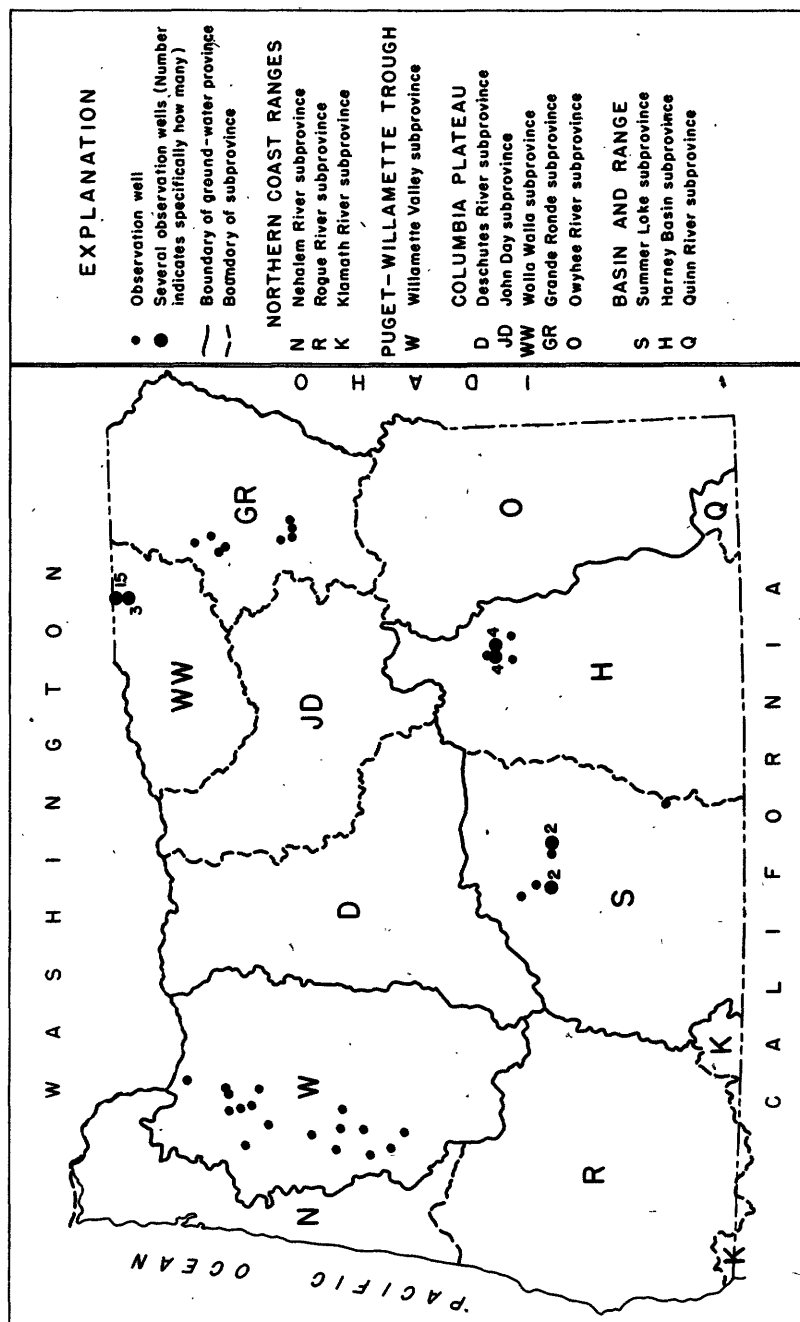 EXPLANATION
Observation well
Several observation wells (Number
indicates specifically how many)
Boundary of ground-water province
Boundary of subprovince
NORTHERN COAST RANGES
N Nehalem River subprovince
R Rogue River subprovince
K Klamath River subprovince
PUGET-WILLAMETTE TROUGH
W Willamette Valley subprovince
COLUMBIA PLATEAU
D Deschutes River subprovince
JD John Day subprovince
WW Walla Walla subprovince
GR Grande Ronde subprovince
O Owyhee River subprovince
BASIN AND RANGE
S Summer Lake subprovince
H Harney Basin subprovince
Q Quinn River subprovince
WASHINGTON
IDAHO
PACIFIC OCEAN
CALIFORNIA
N
W
D
WW
15
3
JD
GR
R
K
K
S
2
2
H
4
4
O
Q